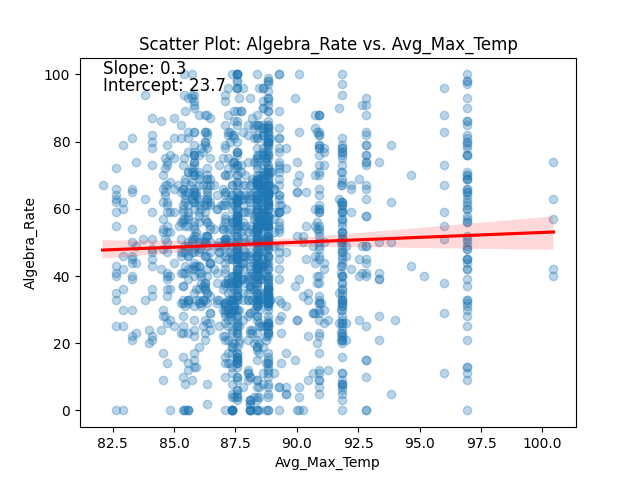 Scatter Plot: Algebra_Rate vs. Avg_Max_Temp
Slope: 0.3
Intercept: 23.7
100
80
60
40
20
0
Algebra_Rate
82.5 85.0 87.5 90.0 92.5 95.0 97.5 100.0
Avg_Max_Temp